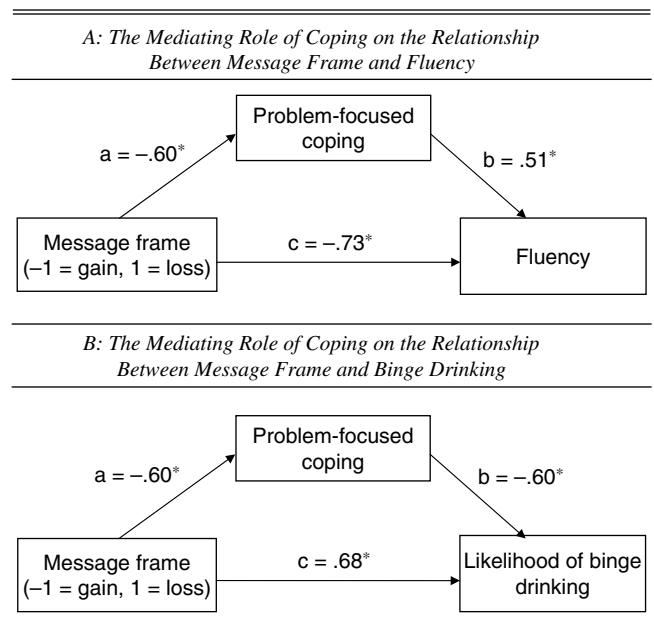 A: The Mediating Role of Coping on the Relationship
Between Message Frame and Fluency
Problem-focused
coping
a = –.60*
b = .51*
Message frame
(–1 = gain, 1 = loss)
c = –.73*
Fluency
B: The Mediating Role of Coping on the Relationship
Between Message Frame and Binge Drinking
Problem-focused
coping
a = –.60*
b = –.60*
Message frame
(–1 = gain, 1 = loss)
c = .68*
Likelihood of binge
drinking